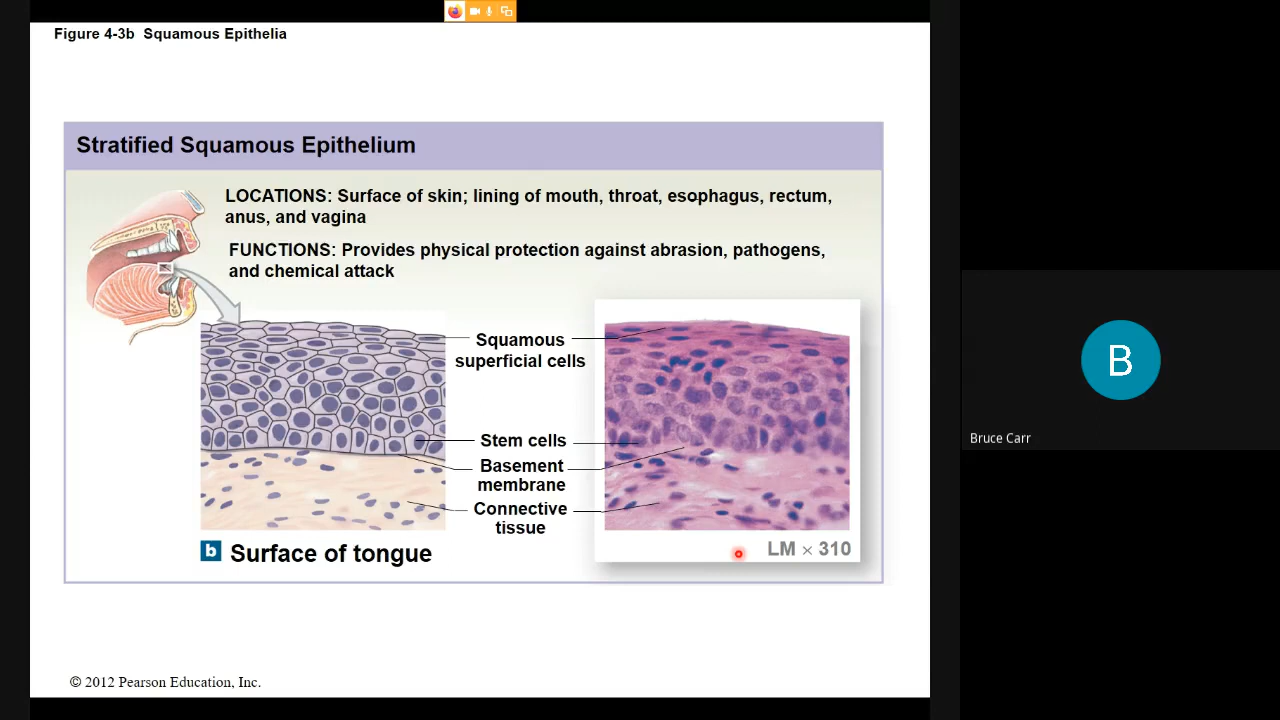 Figure 4-3b Squamous Epithelia
Stratified Squamous Epithelium
LOCATIONS: Surface of skin; lining of mouth, throat, esophagus, rectum,
anus, and vagina
FUNCTIONS: Provides physical protection against abrasion, pathogens,
and chemical attack
Squamous
superficial cells
Stem cells
Basement
membrane
Connective
tissue
b Surface of tongue
LM × 310
© 2012 Pearson Education, Inc.
B
Bruce Carr